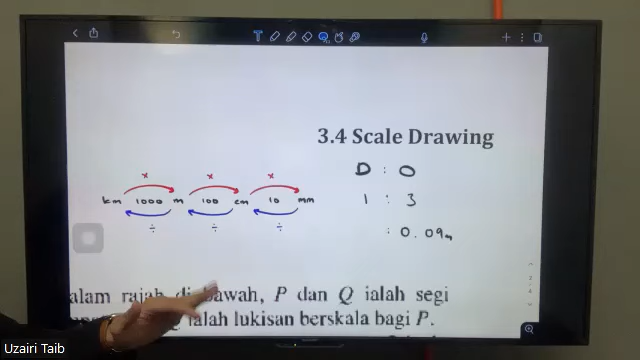 3.4 Scale Drawing
D : O
x x x
km 1000 m 100 cm 10 mm
÷ ÷ ÷
1 : 3
: 0.09m
alam rajah di bawah, P dan Q ialah segi
ialah lukisan berskala bagi P.
Uzairi Taib